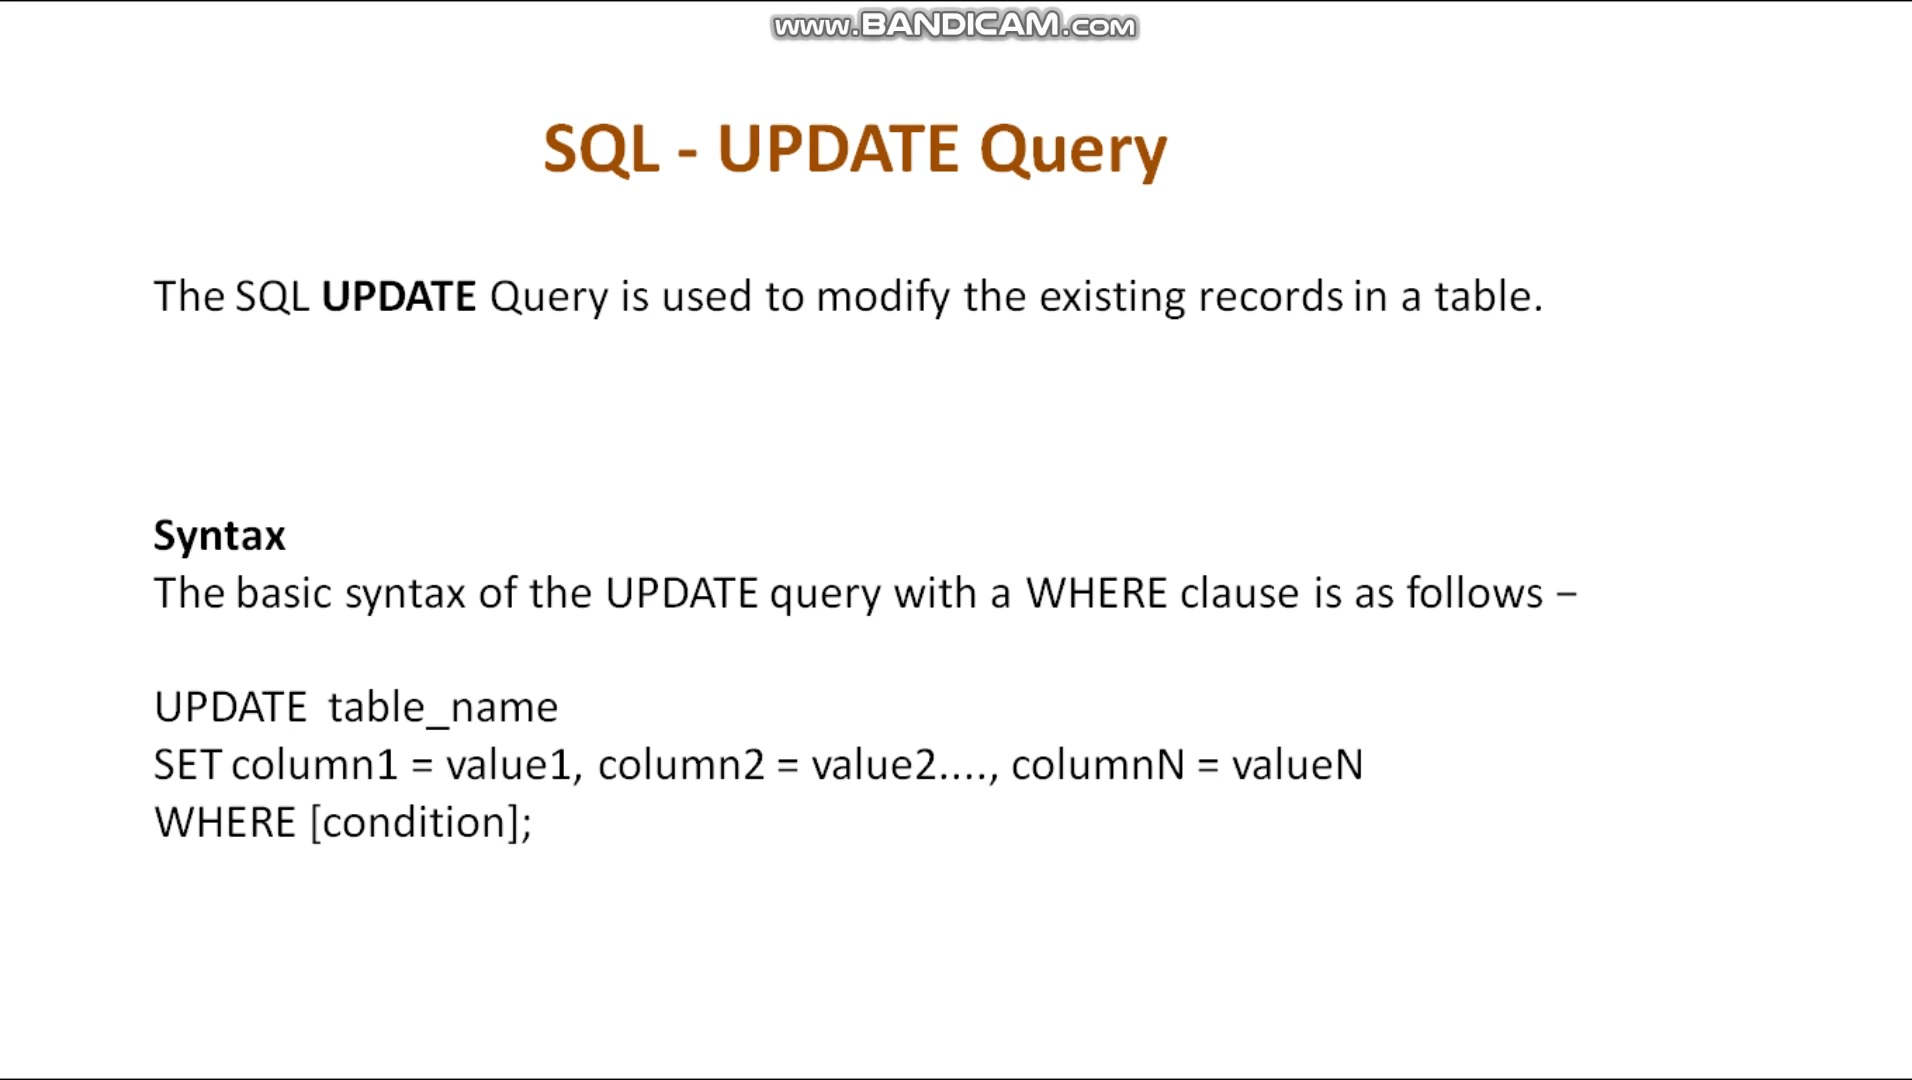 www.BANDICAM.com
SQL - UPDATE Query
The SQL UPDATE Query is used to modify the existing records in a table.
Syntax
The basic syntax of the UPDATE query with a WHERE clause is as follows −
UPDATE table_name
SET column1 = value1, column2 = value2...., columnN = valueN
WHERE [condition];